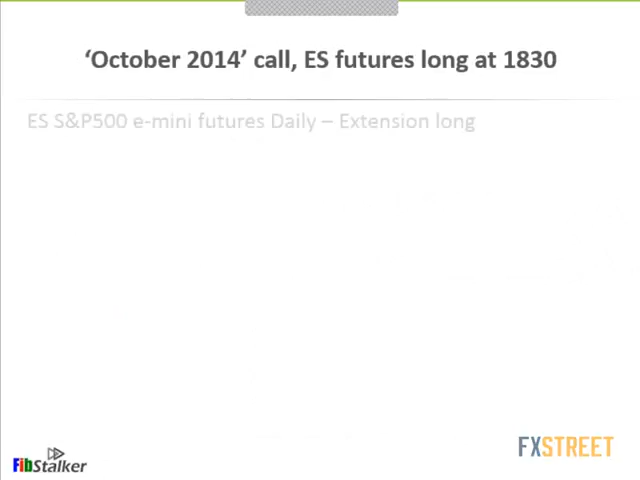 ‘October 2014’ call, ES futures long at 1830
ES S&P500 e-mini futures Daily – Extension long
FibStalker
FXSTREET